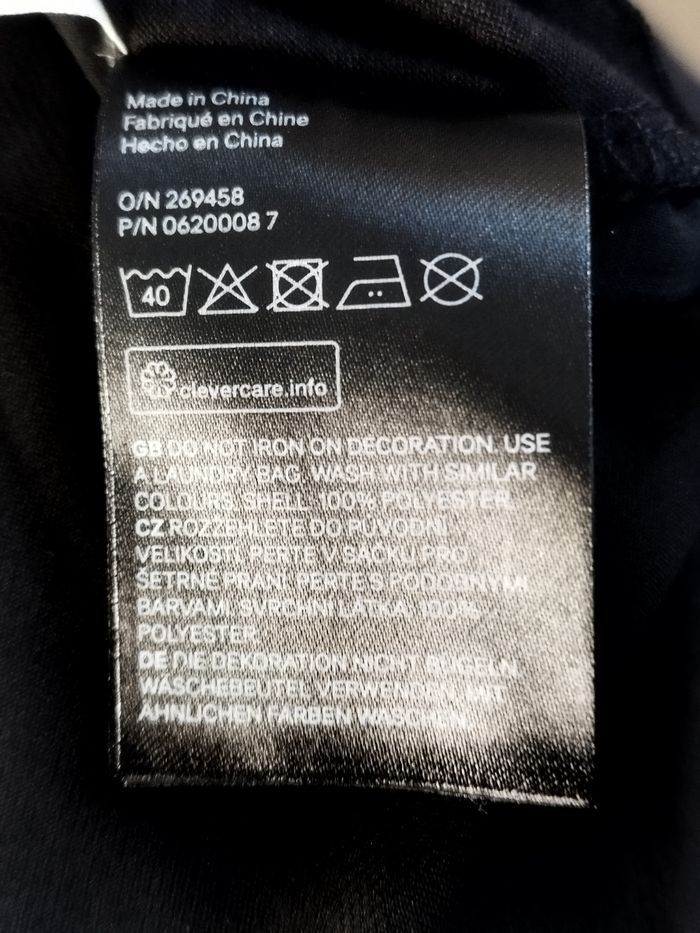 Made in China
Fabriqué en Chine
Hecho en China
O/N 269458
P/N 0620008 7
40
clevercare.info
GB DO NOT IRON ON DECORATION. USE
A LAUNDRY BAG. WASH WITH SIMILAR
COLOURS. SHELL: 100% POLYESTER.
CZ ROZŽEHLETE DO PŮVODNÍ
VELIKOSTI. PERTE V SÁČKU PRO
ŠETRNÉ PRANÍ. PERTE S PODOBNÝMI
BARVAMI. SVRCHNÍ LÁTKA: 100%
POLYESTER.
DE DIE DEKORATION NICHT BÜGELN.
WÄSCHEBEUTEL VERWENDEN. MIT
ÄHNLICHEN FARBEN WASCHEN.